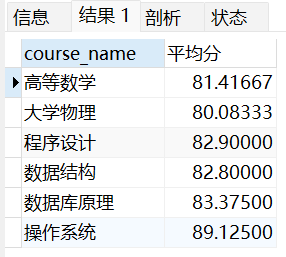 信息 结果 1 剖析 状态
course_name 平均分
高等数学 81.41667
大学物理 80.08333
程序设计 82.90000
数据结构 82.80000
数据库原理 83.37500
操作系统 89.12500